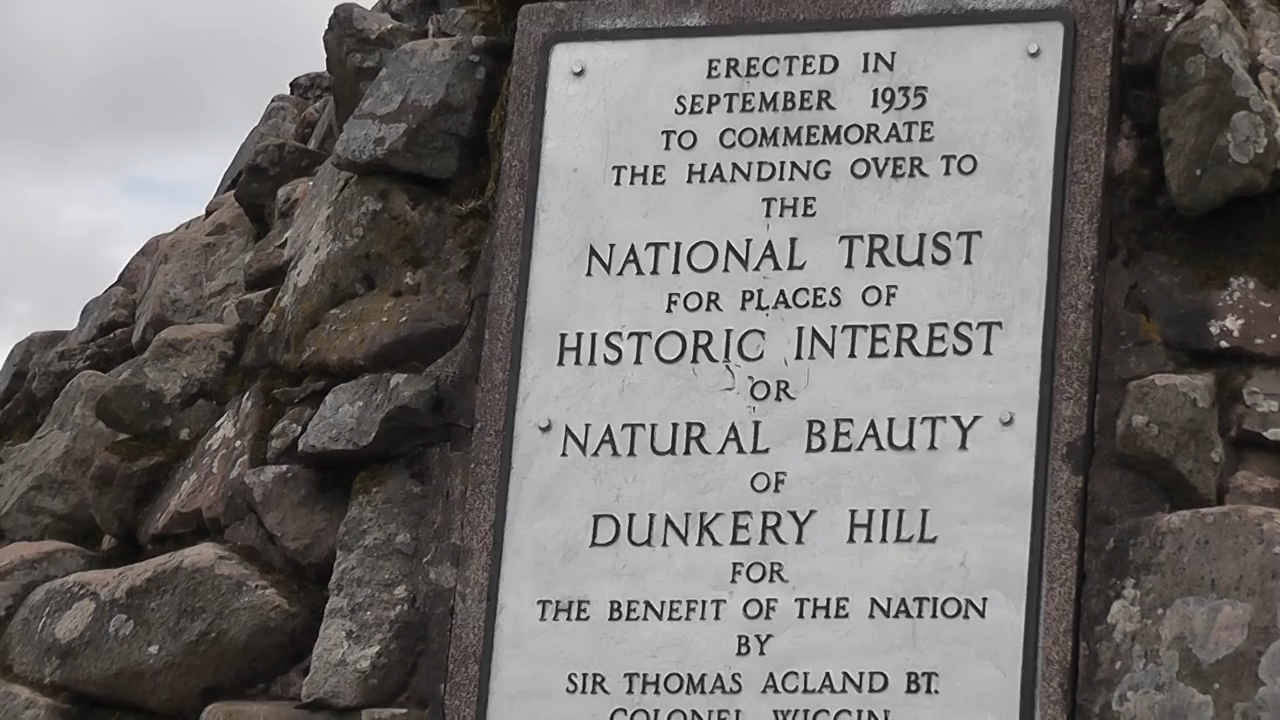 ERECTED IN
SEPTEMBER 1935
TO COMMEMORATE
THE HANDING OVER TO
THE
NATIONAL TRUST
FOR PLACES OF
HISTORIC INTEREST
OR
NATURAL BEAUTY
OF
DUNKERY HILL
FOR
THE BENEFIT OF THE NATION
BY
SIR THOMAS ACLAND BT.
COLONEL WIGGIN